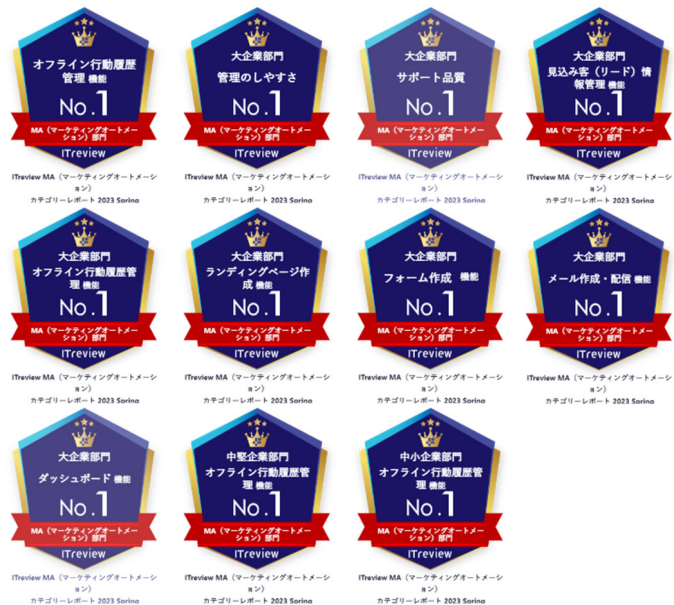 オフライン行動履歴
管理 機能
No.1
MA（マーケティングオートメー
ション）部門
ITreview
ITreview MA（マーケティングオートメーシ
ョン）
カテゴリーレポート 2023 Spring
大企業部門
管理のしやすさ
No.1
MA（マーケティングオートメー
ション）部門
ITreview
ITreview MA（マーケティングオートメーシ
ョン）
カテゴリーレポート 2023 Spring
大企業部門
サポート品質
No.1
MA（マーケティングオートメー
ション）部門
ITreview
ITreview MA（マーケティングオートメーシ
ョン）
カテゴリーレポート 2023 Spring
大企業部門
見込み客（リード）情
報管理 機能
No.1
MA（マーケティングオートメー
ション）部門
ITreview
ITreview MA（マーケティングオートメーシ
ョン）
カテゴリーレポート 2023 Spring
大企業部門
オフライン行動履歴管
理 機能
No.1
MA（マーケティングオートメー
ション）部門
ITreview
ITreview MA（マーケティングオートメーシ
ョン）
カテゴリーレポート 2023 Spring
大企業部門
ランディングページ作
成 機能
No.1
MA（マーケティングオートメー
ション）部門
ITreview
ITreview MA（マーケティングオートメーシ
ョン）
カテゴリーレポート 2023 Spring
大企業部門
フォーム作成 機能
No.1
MA（マーケティングオートメー
ション）部門
ITreview
ITreview MA（マーケティングオートメーシ
ョン）
カテゴリーレポート 2023 Spring
大企業部門
メール作成・配信 機能
No.1
MA（マーケティングオートメー
ション）部門
ITreview
ITreview MA（マーケティングオートメーシ
ョン）
カテゴリーレポート 2023 Spring
大企業部門
ダッシュボード 機能
No.1
MA（マーケティングオートメー
ション）部門
ITreview
ITreview MA（マーケティングオートメーシ
ョン）
カテゴリーレポート 2023 Spring
中堅企業部門
オフライン行動履歴管
理 機能
No.1
MA（マーケティングオートメー
ション）部門
ITreview
ITreview MA（マーケティングオートメーシ
ョン）
カテゴリーレポート 2023 Spring
中小企業部門
オフライン行動履歴管
理 機能
No.1
MA（マーケティングオートメー
ション）部門
ITreview
ITreview MA（マーケティングオートメーシ
ョン）
カテゴリーレポート 2023 Spring